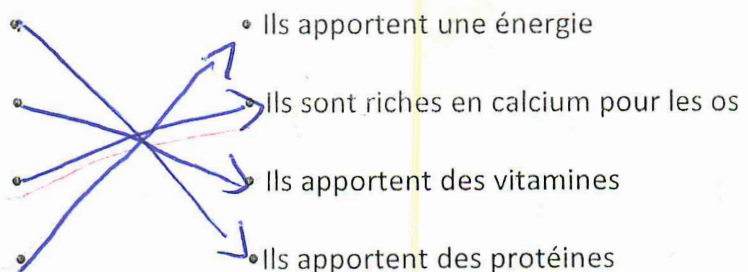 Ils apportent une énergie
Ils sont riches en calcium pour les os
Ils apportent des vitamines
Ils apportent des protéines